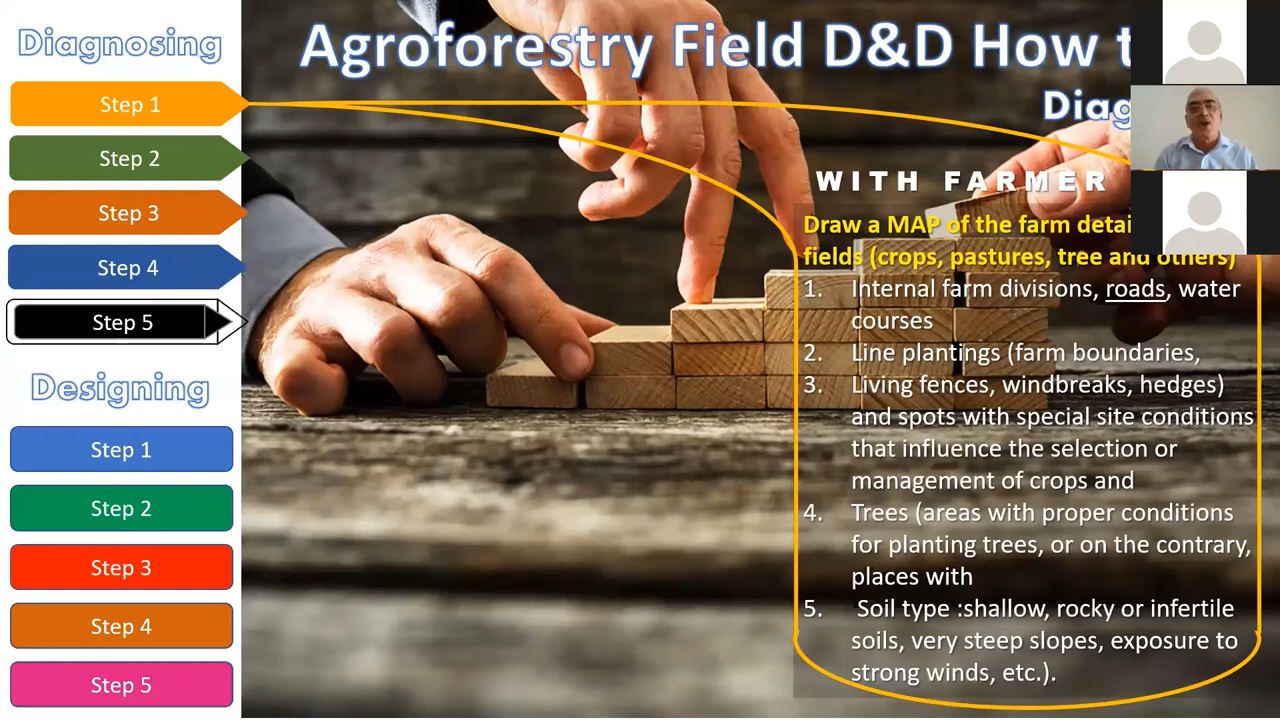 Diagnosing
Step 1
Step 2
Step 3
Step 4
Step 5
Designing
Step 1
Step 2
Step 3
Step 4
Step 5
Agroforestry Field D&D How
WITH FARMER
Draw a MAP of the farm
fields (crops, pastures, tree and others)
1. Internal farm divisions, roads, water
courses
2. Line plantings (farm boundaries,
3. Living fences, windbreaks, hedges)
and spots with special site conditions
that influence the selection or
management of crops and
4. Trees (areas with proper conditions
for planting trees, or on the contrary,
places with
5. Soil type :shallow, rocky or infertile
soils, very steep slopes, exposure to
strong winds, etc.).